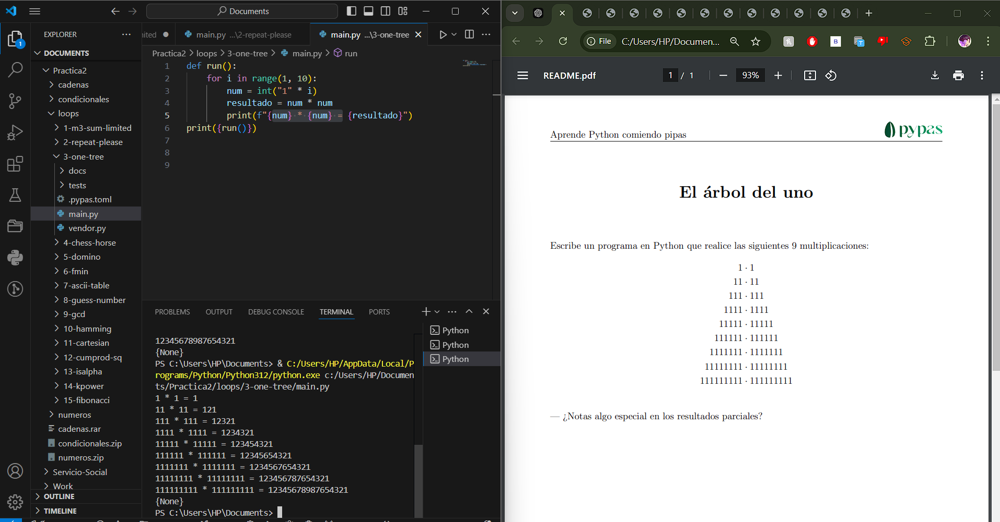 Documents
EXPLORER
DOCUMENTS
Practica2
cadenas
condicionales
loops
1-m3-sum-limited
2-repeat-please
3-one-tree
docs
tests
.pypas.toml
main.py
vendor.py
4-chess-horse
5-domino
6-fmin
7-ascii-table
8-guess-number
9-gcd
10-hamming
11-cartesian
12-cumprod-sq
13-isalpha
14-kpower
15-fibonacci
numeros
cadenas.rar
condicionales.zip
numeros.zip
Servicio-Social
Work
OUTLINE
TIMELINE
1
nited main.py ...\2-repeat-please main.py ...\3-one-tree
Practica2 > loops > 3-one-tree > main.py > run
1 def run():
2 for i in range(1, 10):
3 num = int("1" * i)
4 resultado = num * num
5 print(f"{num} * {num} = {resultado}")
6 print({run()})
7
8
9
PROBLEMS OUTPUT DEBUG CONSOLE TERMINAL PORTS
12345678987654321
{None}
PS C:\Users\HP\Documents> & C:/Users/HP/AppData/Local/P
rograms/Python/Python312/python.exe c:/Users/HP/Documen
ts/Practica2/loops/3-one-tree/main.py
1 * 1 = 1
11 * 11 = 121
111 * 111 = 12321
1111 * 1111 = 1234321
11111 * 11111 = 123454321
111111 * 111111 = 12345654321
1111111 * 1111111 = 1234567654321
11111111 * 11111111 = 123456787654321
111111111 * 111111111 = 12345678987654321
{None}
PS C:\Users\HP\Documents>
Python
Python
Python
File C:/Users/HP/Documen...
B
T
README.pdf 1 / 1 93%
Aprende Python comiendo pipas
pypas
El árbol del uno
Escribe un programa en Python que realice las siguientes 9 multiplicaciones:
1 · 1
11 · 11
111 · 111
1111 · 1111
11111 · 11111
111111 · 111111
1111111 · 1111111
11111111 · 11111111
111111111 · 111111111
— ¿Notas algo especial en los resultados parciales?